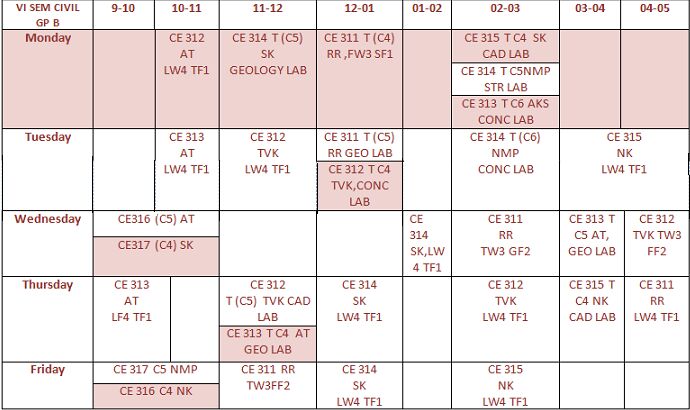 VI SEM CIVIL GP B 9-10 10-11 11-12 12-01 01-02 02-03 03-04 04-05
Monday
CE 312
AT
LW4 TF1
CE 314 T (C5)
SK
GEOLOGY LAB
CE 311 T (C4)
RR ,FW3 SF1
CE 315 T C4 SK
CAD LAB
CE 314 T C5NMP
STR LAB
CE 313 T C6 AKS
CONC LAB
Tuesday
CE 313
AT
LW4 TF1
CE 312
TVK
LW4 TF1
CE 311 T (C5)
RR GEO LAB
CE 312 T C4
TVK,CONC
LAB
CE 314 T (C6)
NMP
CONC LAB
CE 315
NK
LW4 TF1
Wednesday
CE316 (C5) AT
CE317 (C4) SK
CE
314
SK,LW
4 TF1
CE 311
RR
TW3 GF2
CE 313 T
C5 AT,
GEO LAB
CE 312
TVK TW3
FF2
Thursday
CE 313
AT
LF4 TF1
CE 312
T (C5) TVK CAD
LAB
CE 313 T C4 AT
GEO LAB
CE 314
SK
LW4 TF1
CE 312
TVK
LW4 TF1
CE 315 T
C4 NK
CAD LAB
CE 311
RR
LW4 TF1
Friday
CE 317 C5 NMP
CE 316 C4 NK
CE 311 RR
TW3FF2
CE 314
SK
LW4 TF1
CE 315
NK
LW4 TF1